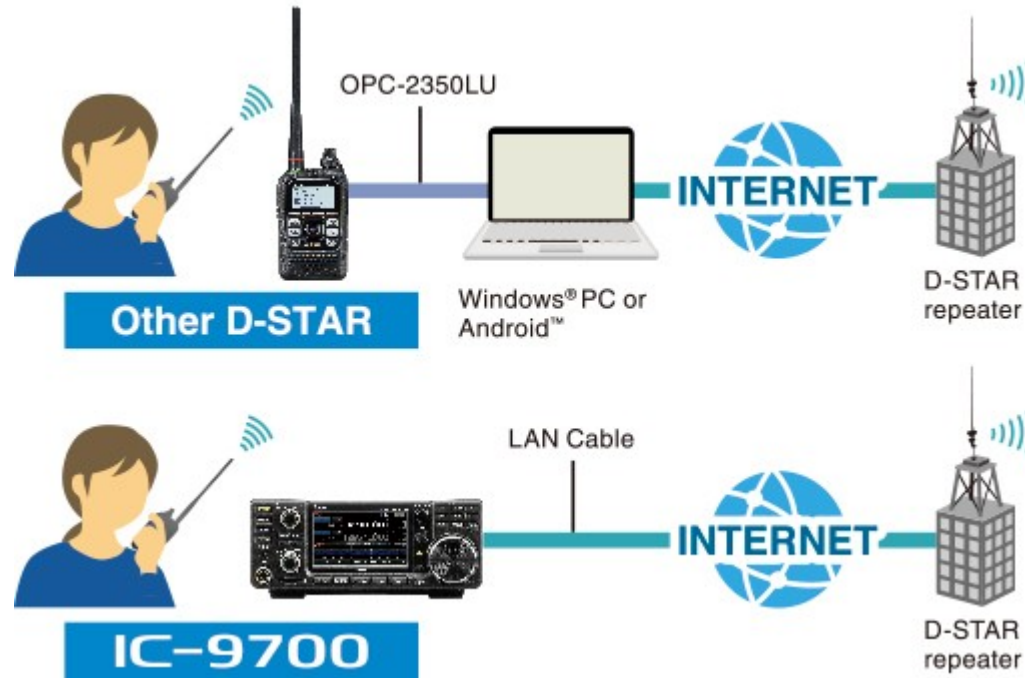 OPC-2350LU
INTERNET
Windows® PC or
Android™
D-STAR
repeater
Other D-STAR
LAN Cable
INTERNET
D-STAR
repeater
IC-9700